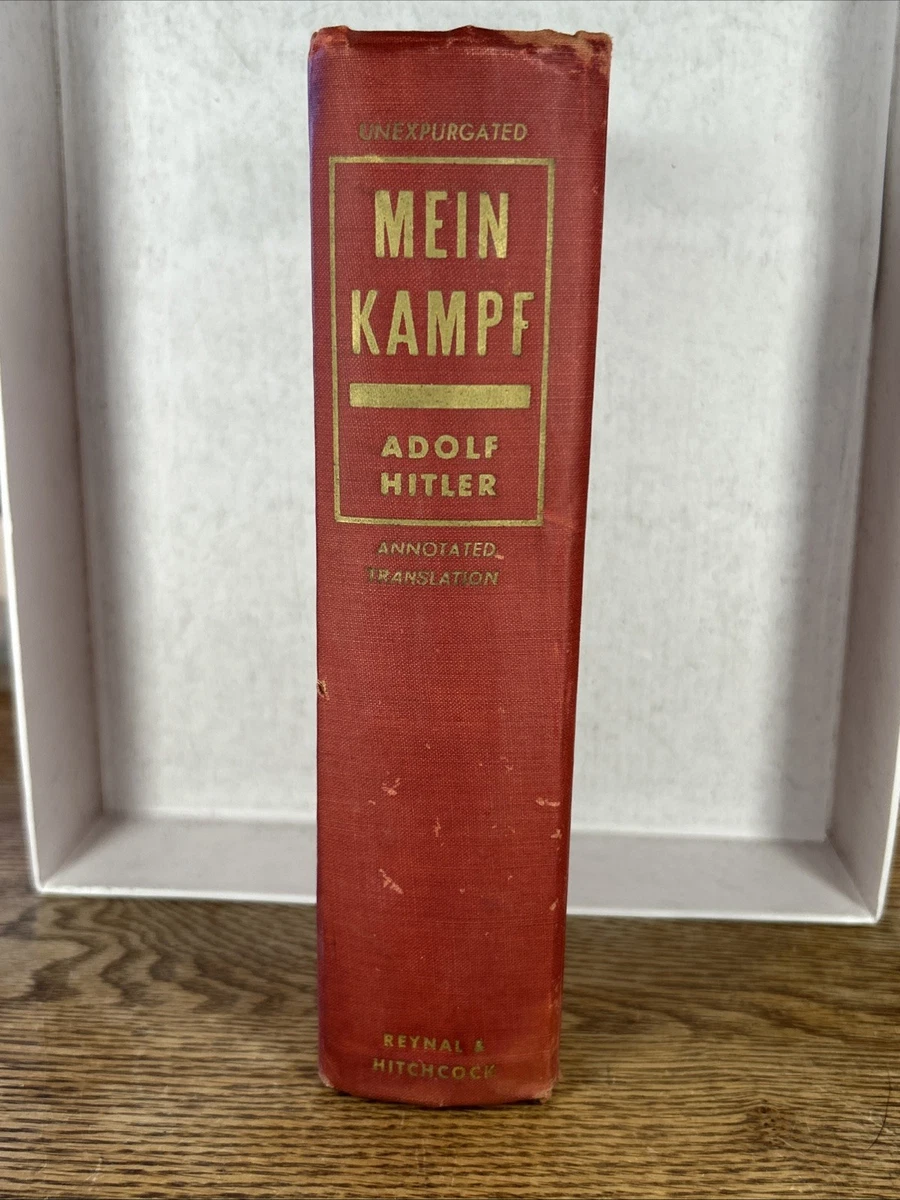 UNEXPURGATED
MEIN
KAMPF
ADOLF
HITLER
ANNOTATED
TRANSLATION
REYNAL &
HITCHCOCK